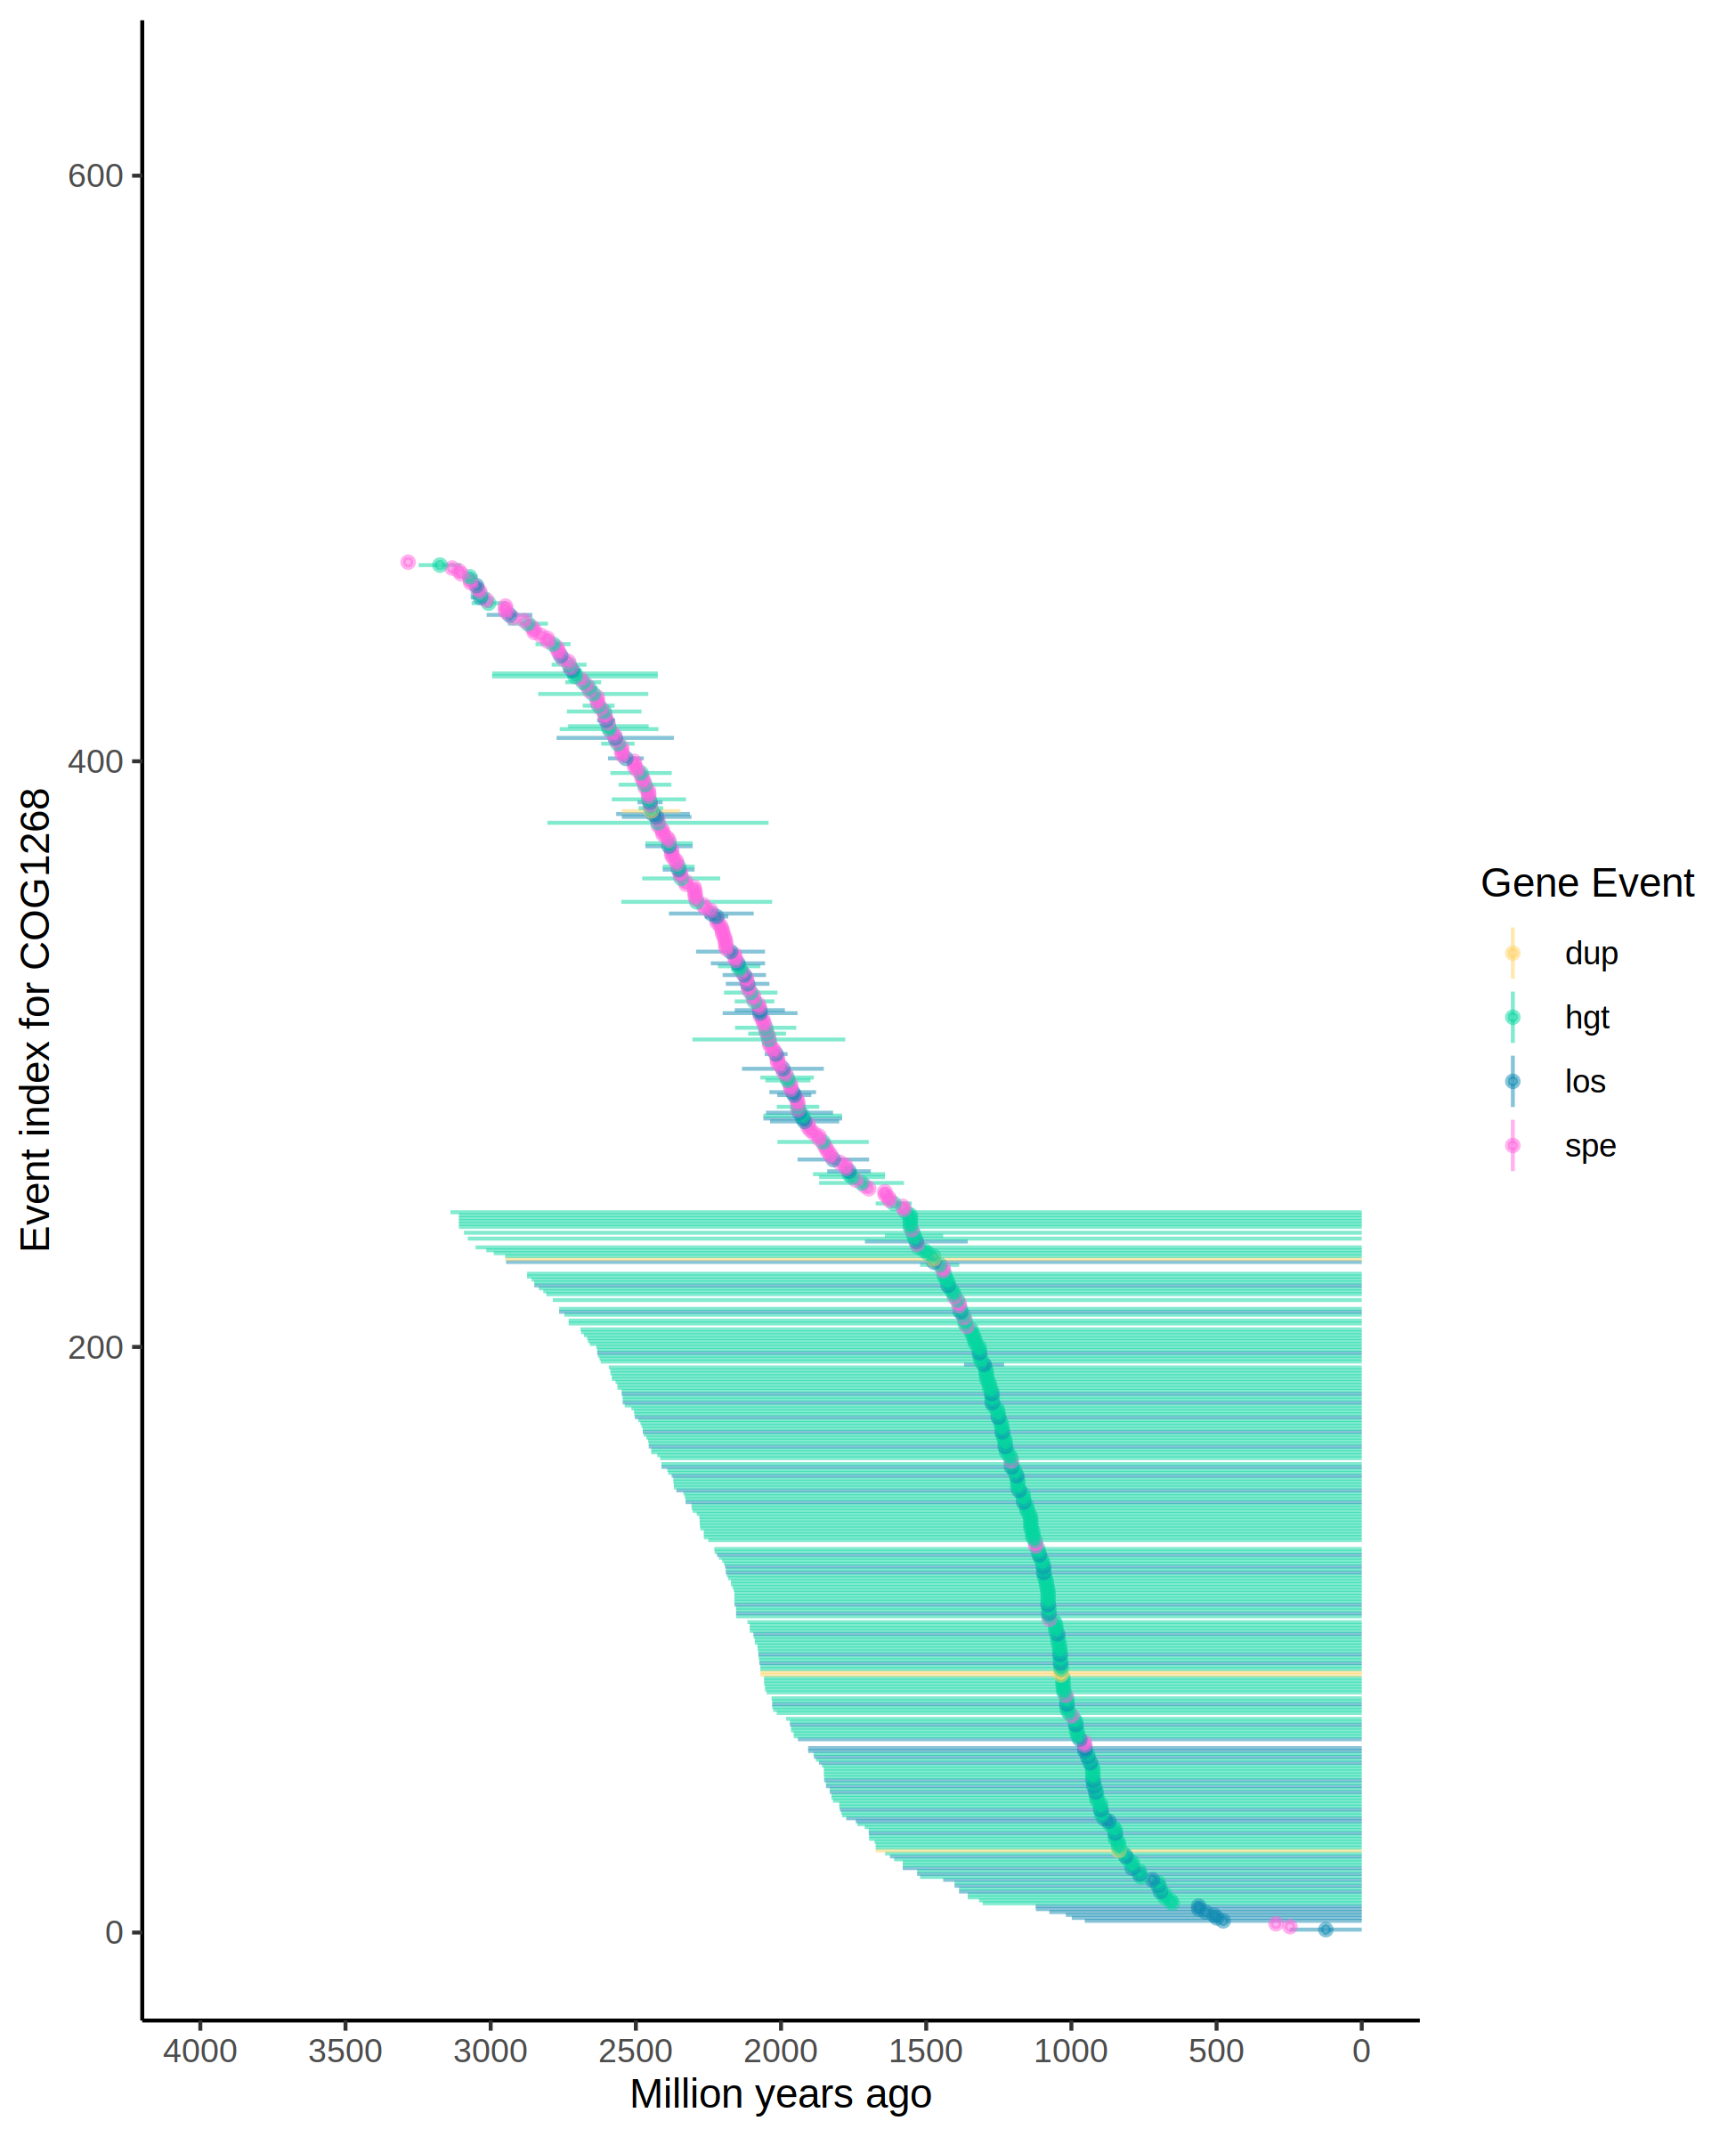 600
400
200
0
Event index for COG1268
4000 3500 3000 2500 2000 1500 1000 500 0
Million years ago
Gene Event
dup
hgt
los
spe